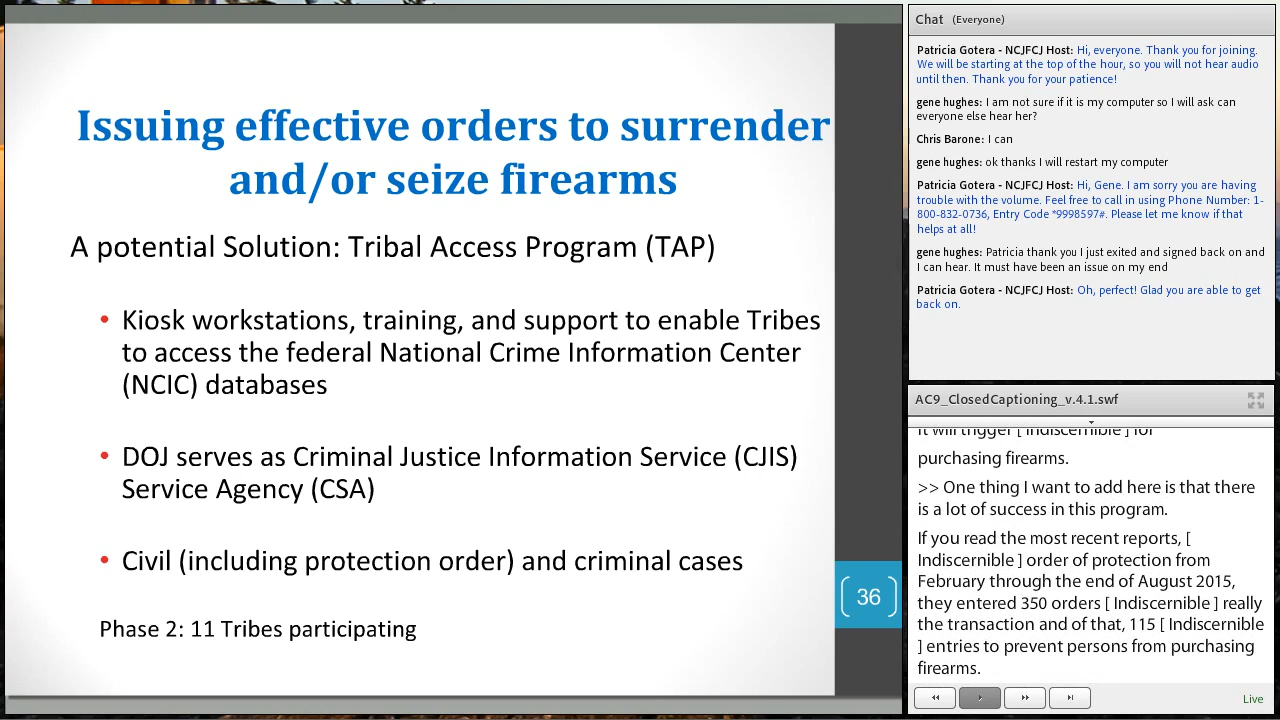 Issuing effective orders to surrender
and/or seize firearms
A potential Solution: Tribal Access Program (TAP)
• Kiosk workstations, training, and support to enable Tribes
to access the federal National Crime Information Center
(NCIC) databases
• DOJ serves as Criminal Justice Information Service (CJIS)
Service Agency (CSA)
• Civil (including protection order) and criminal cases
Phase 2: 11 Tribes participating
36
Chat (Everyone)
Patricia Gotera - NCJFCJ Host: Hi, everyone. Thank you for joining.
We will be starting at the top of the hour, so you will not hear audio
until then. Thank you for your patience!
gene hughes: I am not sure if it is my computer so I will ask can
everyone else hear her?
Chris Barone: I can
gene hughes: ok thanks I will restart my computer
Patricia Gotera - NCJFCJ Host: Hi, Gene. I am sorry you are having
trouble with the volume. Feel free to call in using Phone Number: 1-
800-832-0736, Entry Code *9998597#. Please let me know if that
helps at all!
gene hughes: Patricia thank you I just exited and signed back on and
I can hear. It must have been an issue on my end
Patricia Gotera - NCJFCJ Host: Oh, perfect! Glad you are able to get
back on.
AC9_ClosedCaptioning_v.4.1.swf
It will trigger [ Indiscernible ] for
purchasing firearms.
>> One thing I want to add here is that there
is a lot of success in this program.
If you read the most recent reports, [
Indiscernible ] order of protection from
February through the end of August 2015,
they entered 350 orders [ Indiscernible ] really
the transaction and of that, 115 [ Indiscernible
] entries to prevent persons from purchasing
firearms.
Live